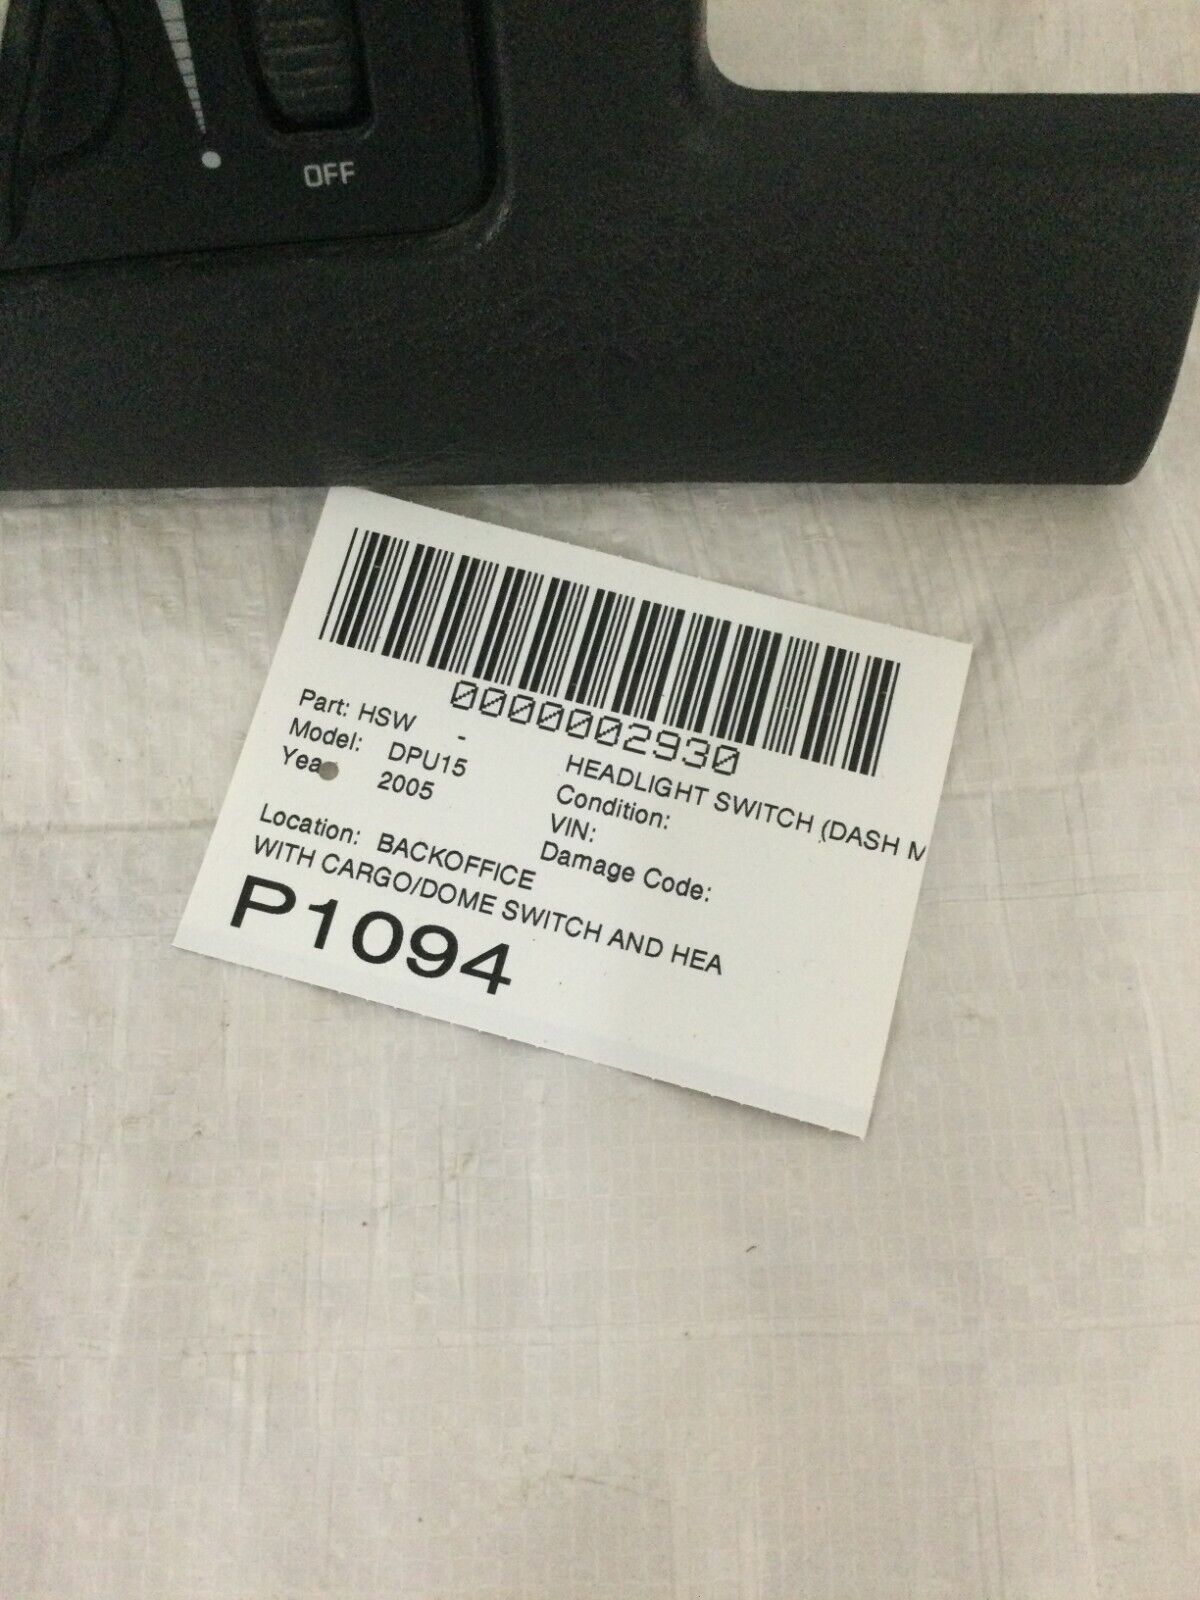 OFF
0000002930
Part: HSW - HEADLIGHT SWITCH (DASH M
Model: DPU15 Condition:
Yea 2005 VIN:
Damage Code:
Location: BACKOFFICE
WITH CARGO/DOME SWITCH AND HEA
P1094